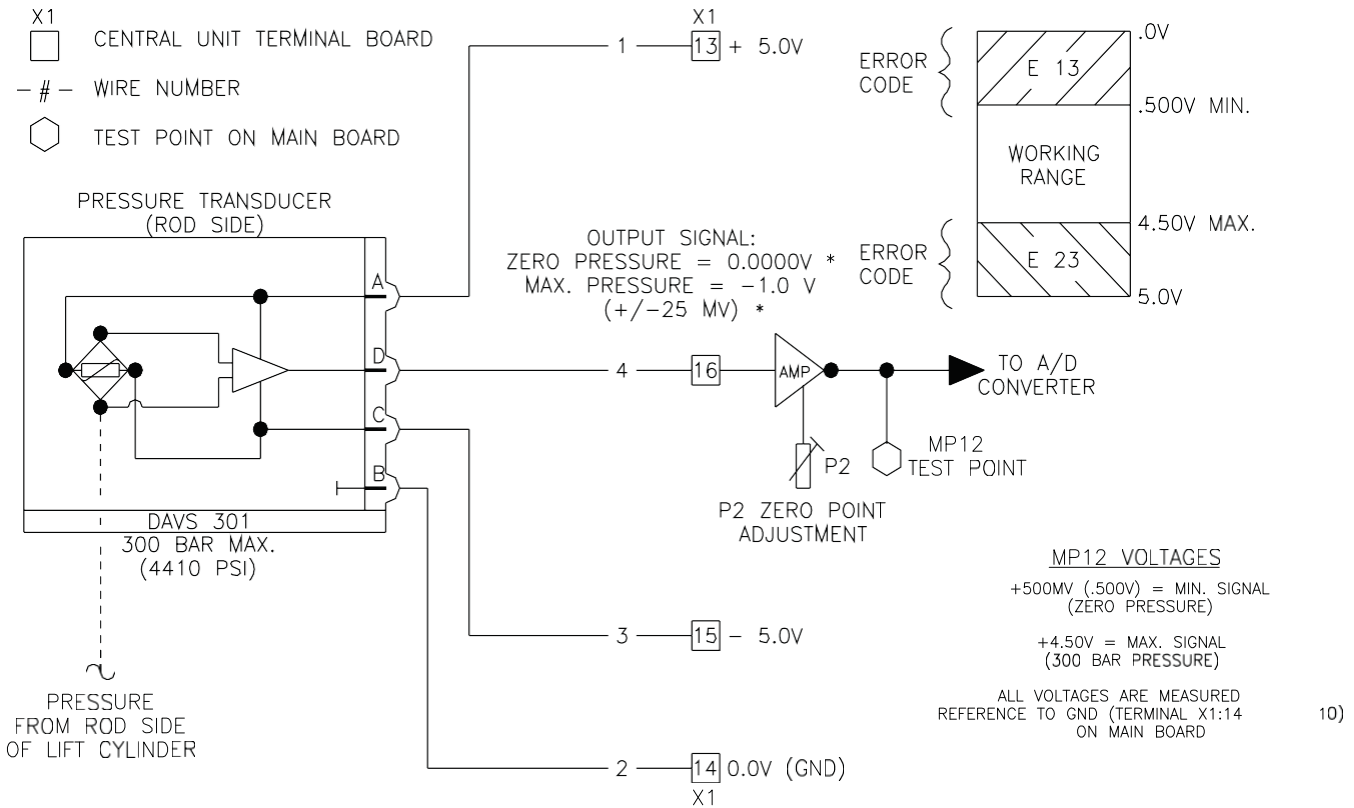 X1
CENTRAL UNIT TERMINAL BOARD
- # - WIRE NUMBER
TEST POINT ON MAIN BOARD
PRESSURE TRANSDUCER
(ROD SIDE)
A
D
C
B
DAVS 301
300 BAR MAX.
(4410 PSI)
PRESSURE
FROM ROD SIDE
OF LIFT CYLINDER
X1
1 13 + 5.0V
OUTPUT SIGNAL:
ZERO PRESSURE = 0.0000V *
MAX. PRESSURE = -1.0 V
(+/-25 MV) *
4 16
AMP
TO A/D
CONVERTER
P2
P2 ZERO POINT
ADJUSTMENT
MP12
TEST POINT
3 15 - 5.0V
2 14 0.0V (GND)
X1
ERROR
CODE
E 13
.0V
.500V MIN.
WORKING
RANGE
4.50V MAX.
ERROR
CODE
E 23
5.0V
MP12 VOLTAGES
+500MV (.500V) = MIN. SIGNAL
(ZERO PRESSURE)
+4.50V = MAX. SIGNAL
(300 BAR PRESSURE)
ALL VOLTAGES ARE MEASURED
REFERENCE TO GND (TERMINAL X1:14 10)
ON MAIN BOARD